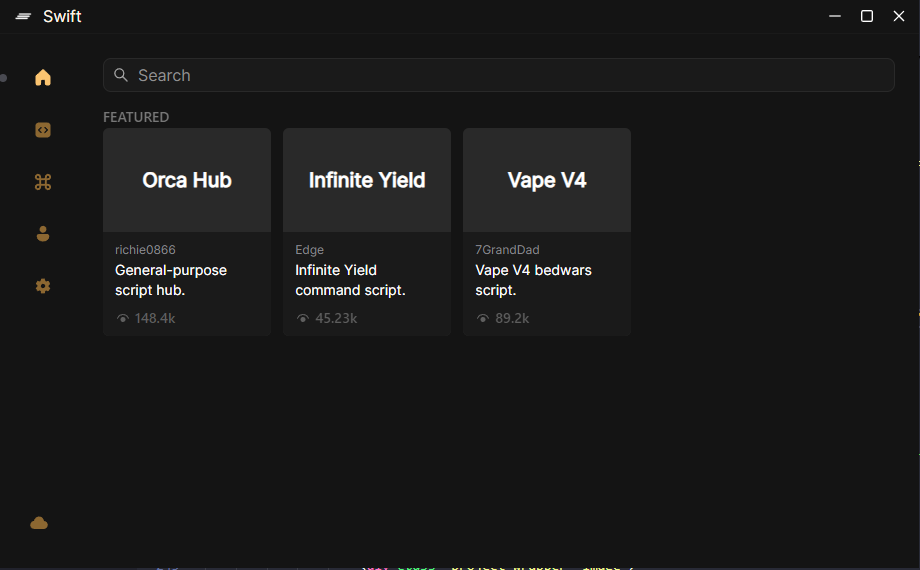 Swift
Search
FEATURED
Orca Hub
Infinite Yield
Vape V4
richie0866
General-purpose
script hub.
148.4k
Edge
Infinite Yield
command script.
45.23k
7GrandDad
Vape V4 bedwars
script.
89.2k